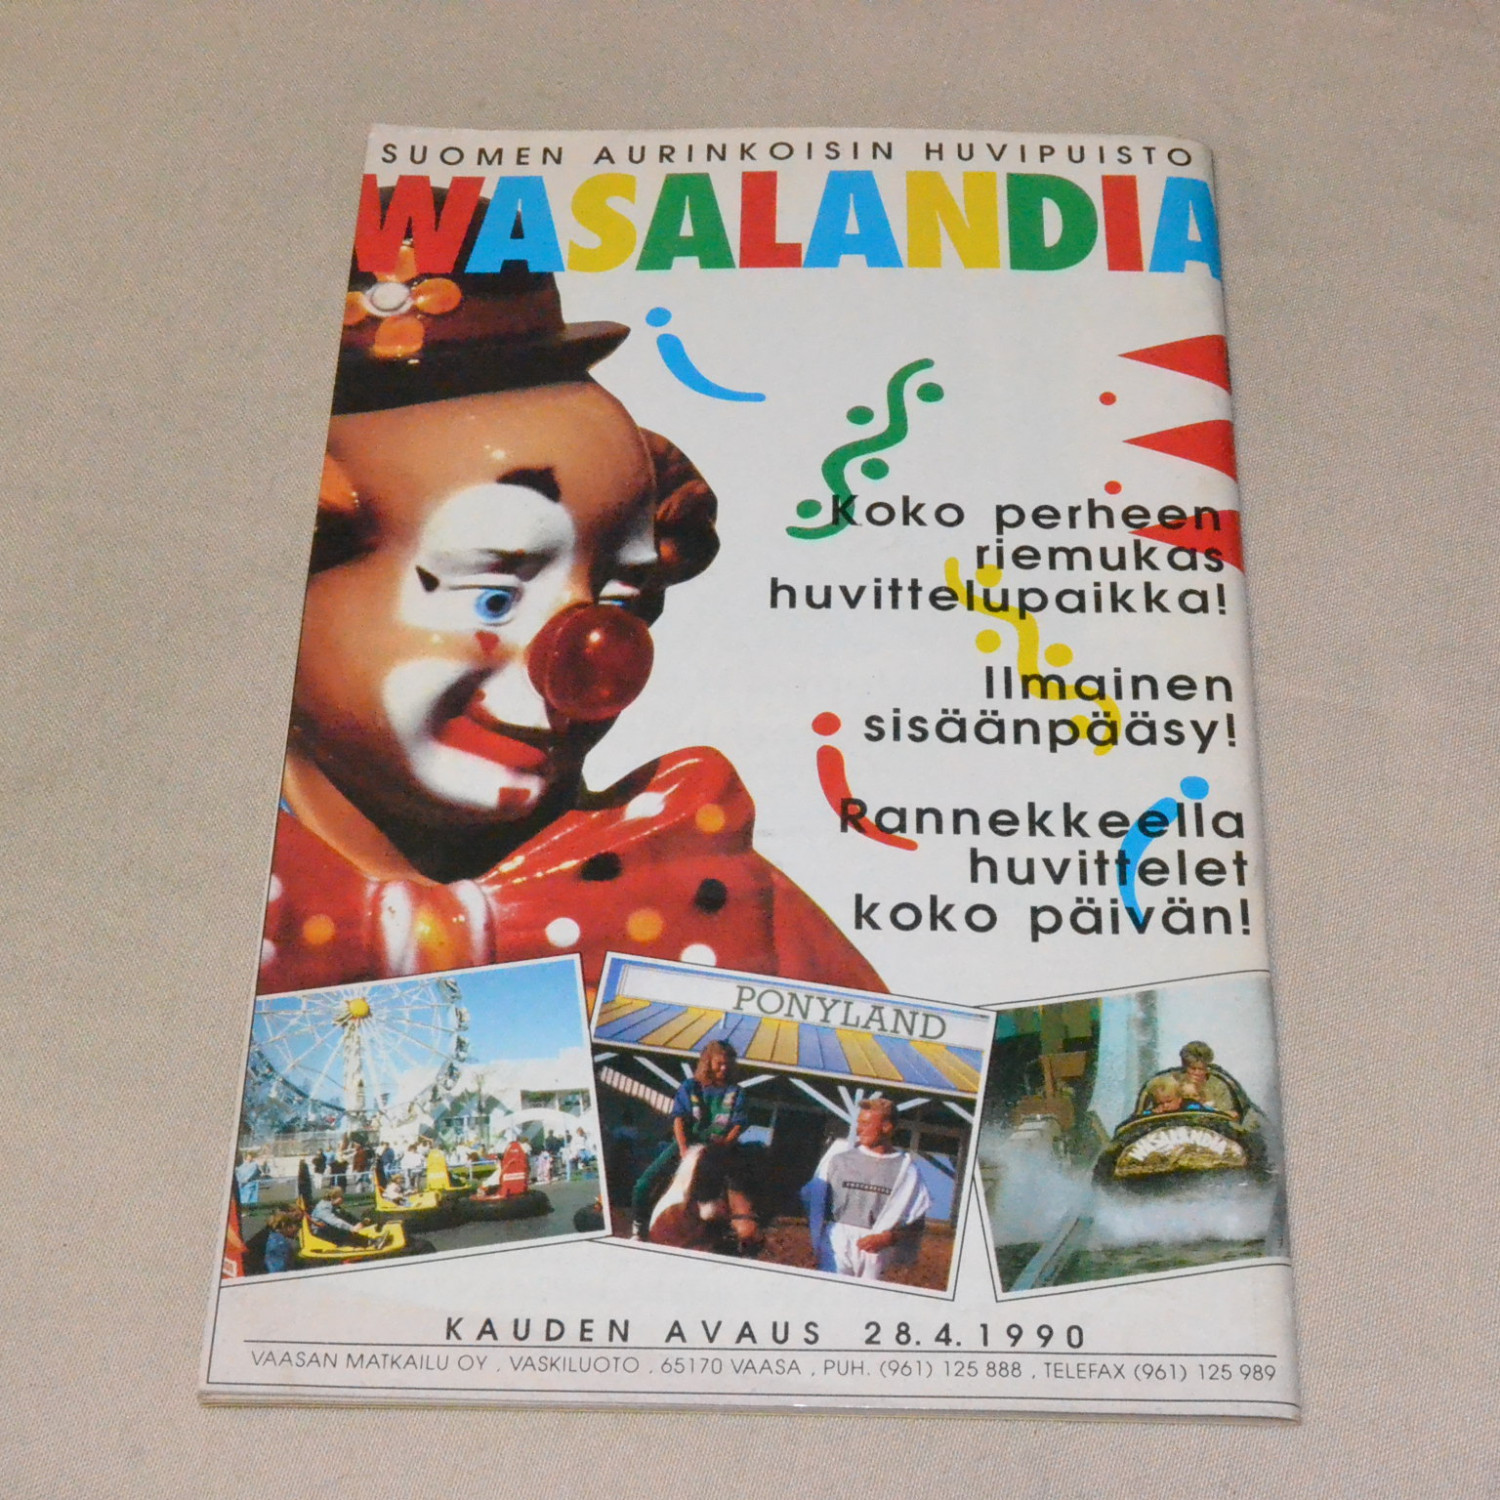 SUOMEN AURINKOISIN HUVIPUISTO
WASALANDIA
Koko perheen
riemukas
huvittelupaikka!
Ilmainen
sisäänpääsy!
Rannekkeella
huvittelet
koko päivän!
PONYLAND
WASALANDIA
KAUDEN AVAUS 28.4.1990
VAASAN MATKAILU OY . VASKILUOTO . 65170 VAASA . PUH. (961) 125 888 . TELEFAX (961) 125 989